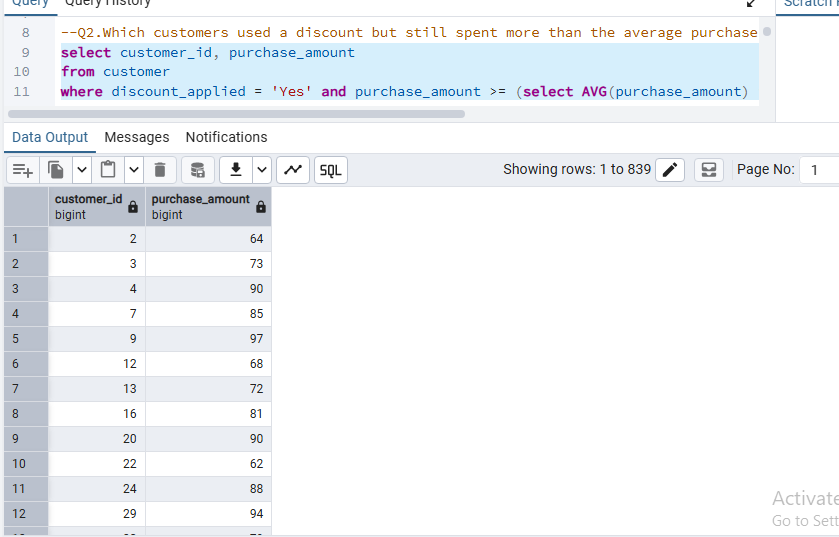 Query Query History
Scratch
8 --Q2.Which customers used a discount but still spent more than the average purchase
9 select customer_id, purchase_amount
10 from customer
11 where discount_applied = 'Yes' and purchase_amount >= (select AVG(purchase_amount)
Data Output Messages Notifications
SQL Showing rows: 1 to 839 Page No: 1
customer_id purchase_amount
bigint bigint
1 2 64
2 3 73
3 4 90
4 7 85
5 9 97
6 12 68
7 13 72
8 16 81
9 20 90
10 22 62
11 24 88
12 29 94
Activate
Go to Sett